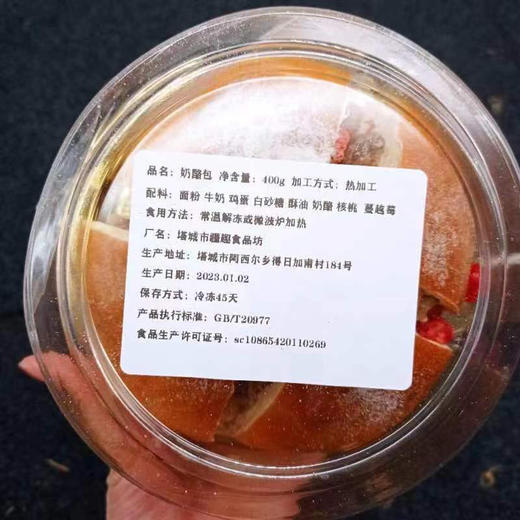 品名：奶酪包 净含量：400g 加工方式：热加工
配料：面粉 牛奶 鸡蛋 白砂糖 酥油 奶酪 核桃 蔓越莓
食用方法：常温解冻或微波炉加热
厂名：塔城市疆趣食品坊
生产地址：塔城市阿西尔乡得日加甫村184号
生产日期：2023.01.02
保存方式：冷冻45天
产品执行标准：GB/T20977
食品生产许可证号：sc10865420110269